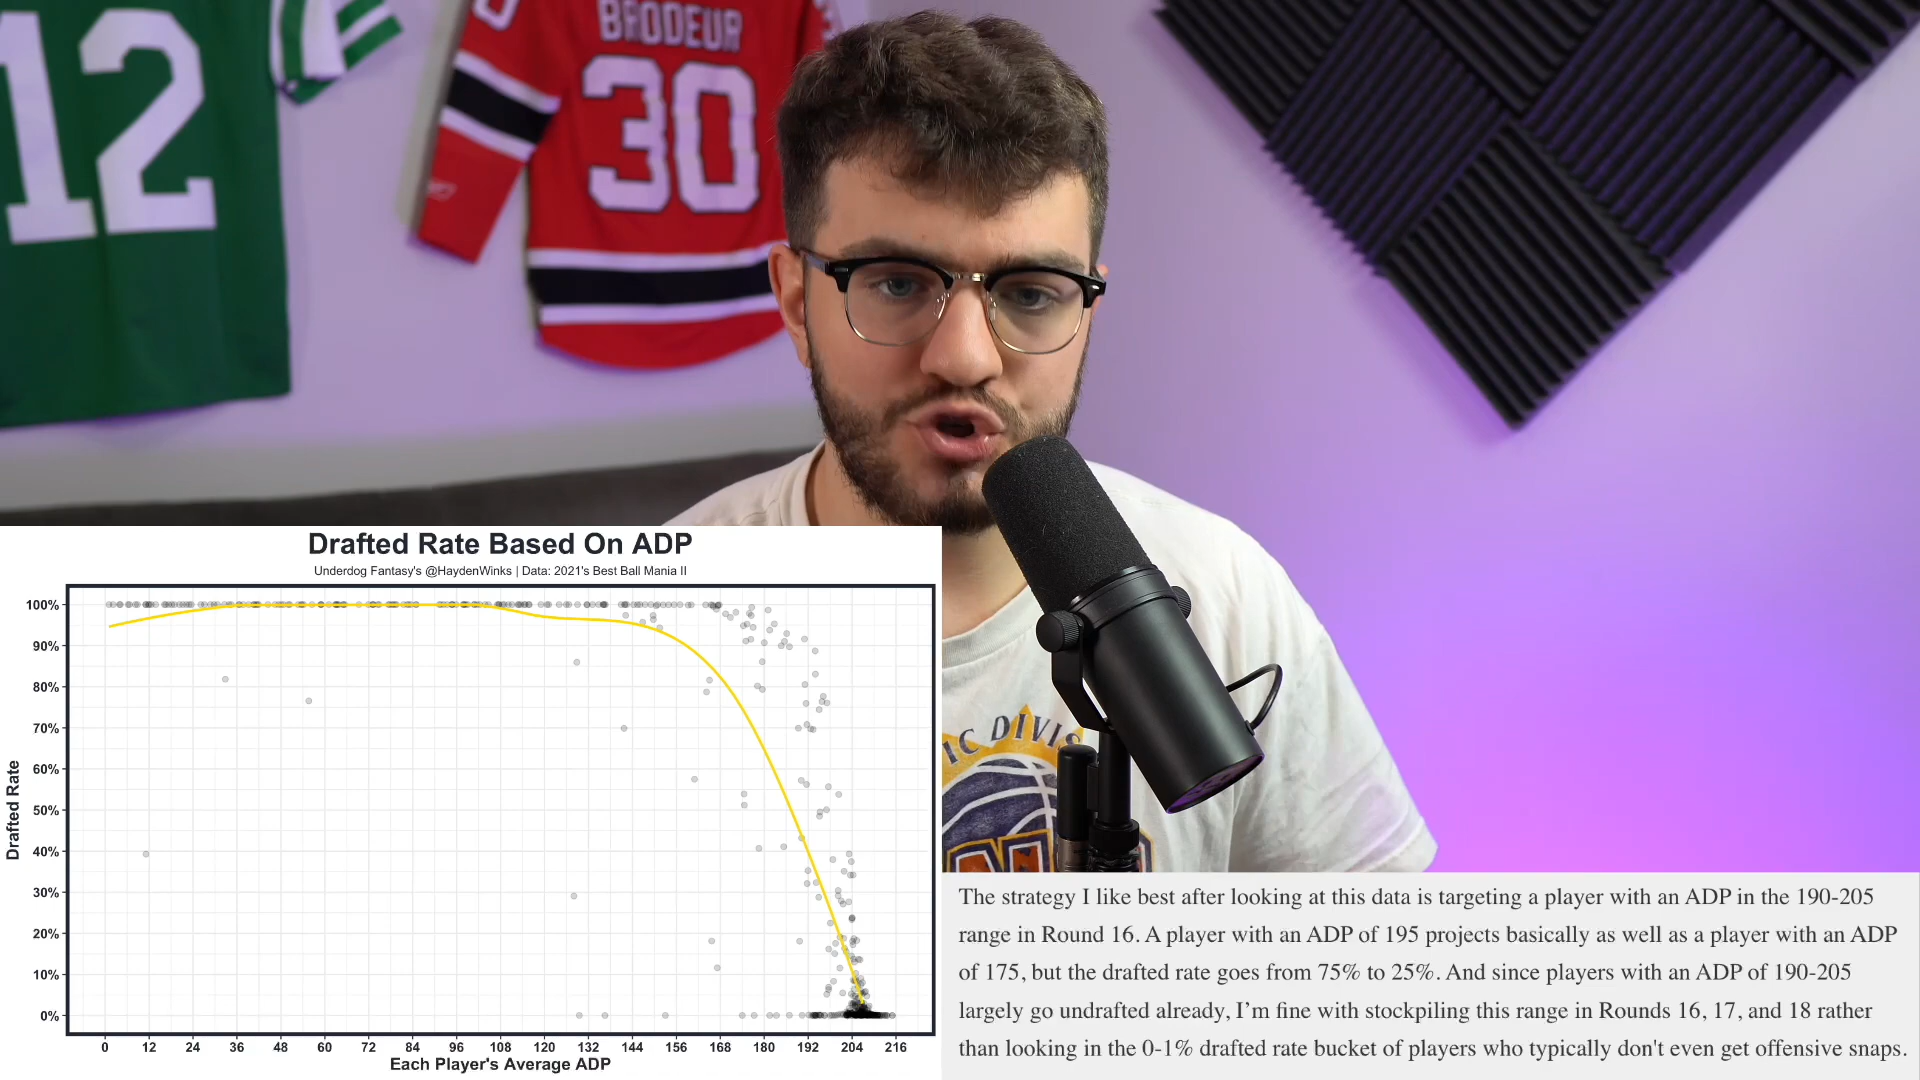 12
BRODEUR
30
IC DIVIS
Drafted Rate Based On ADP
Underdog Fantasy's @HaydenWinks | Data: 2021's Best Ball Mania II
Drafted Rate
100%
90%
80%
70%
60%
50%
40%
30%
20%
10%
0%
0 12 24 36 48 60 72 84 96 108 120 132 144 156 168 180 192 204 216
Each Player's Average ADP
The strategy I like best after looking at this data is targeting a player with an ADP in the 190-205
range in Round 16. A player with an ADP of 195 projects basically as well as a player with an ADP
of 175, but the drafted rate goes from 75% to 25%. And since players with an ADP of 190-205
largely go undrafted already, I’m fine with stockpiling this range in Rounds 16, 17, and 18 rather
than looking in the 0-1% drafted rate bucket of players who typically don't even get offensive snaps.